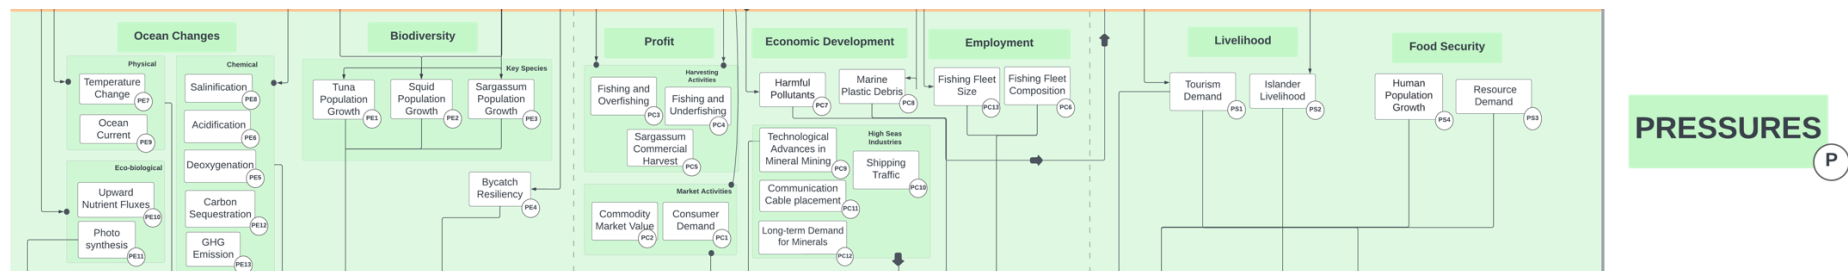 Ocean Changes
Physical
Temperature
Change
PE7
Ocean
Current
PE9
Eco-biological
Upward
Nutrient Fluxes
PE10
Photo
synthesis
PE11
Chemical
Salinification
PE8
Acidification
PE6
Deoxygenation
PE5
Carbon
Sequestration
PE12
GHG
Emission
PE13
Biodiversity
Key Species
Tuna
Population
Growth
PE1
Squid
Population
Growth
PE2
Sargassum
Population
Growth
PE3
Bycatch
Resiliency
PE4
Profit
Harvesting
Activities
Fishing and
Overfishing
PC3
Fishing and
Underfishing
PC4
Sargassum
Commercial
Harvest
PC5
Market Activities
Commodity
Market Value
PC2
Consumer
Demand
PC1
Economic Development
Harmful
Pollutants
PC7
Marine
Plastic Debris
PC8
High Seas
Industries
Technological
Advances in
Mineral Mining
PC9
Shipping
Traffic
PC10
Communication
Cable placement
PC11
Long-term Demand
for Minerals
PC12
Employment
Fishing Fleet
Size
PC13
Fishing Fleet
Composition
PC6
Livelihood
Tourism
Demand
PS1
Islander
Livelihood
PS2
Food Security
Human
Population
Growth
PS4
Resource
Demand
PS3
PRESSURES
P